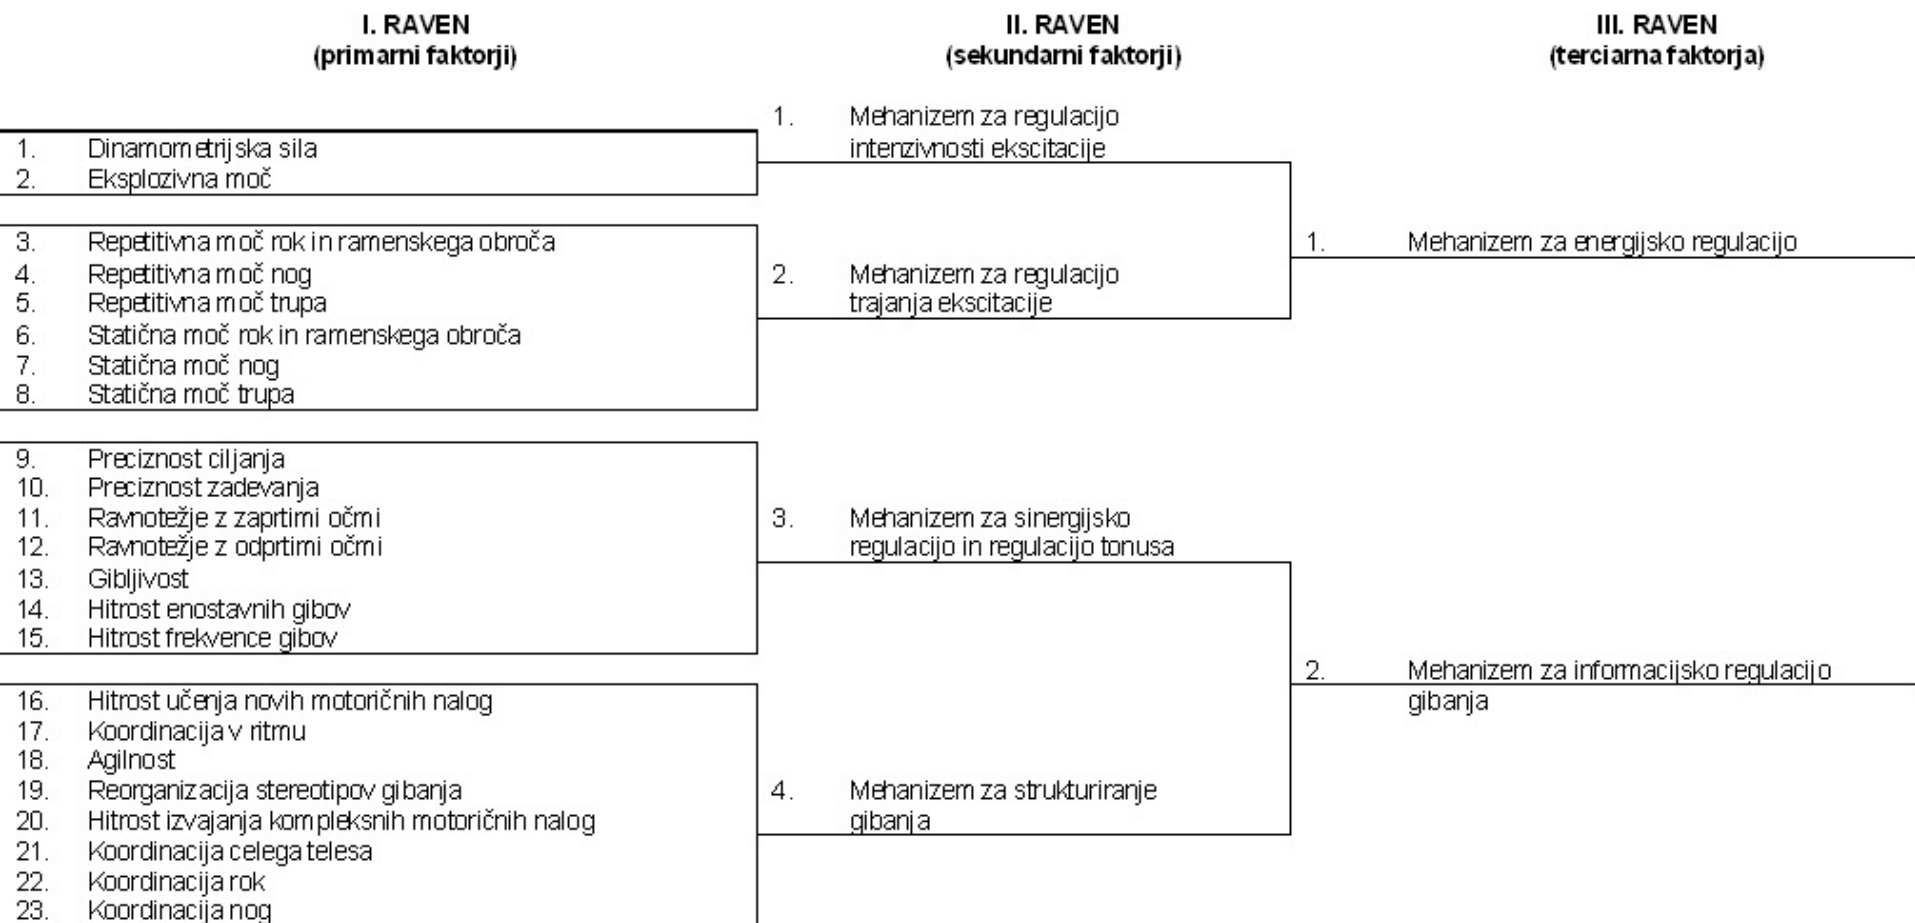 I. RAVEN
(primarni faktorji)
II. RAVEN
(sekundarni faktorji)
III. RAVEN
(terciarna faktorja)
1. Dinamometrijska sila
2. Eksplozivna moč
3. Repetitivna moč rok in ramenskega obroča
4. Repetitivna moč nog
5. Repetitivna moč trupa
6. Statična moč rok in ramenskega obroča
7. Statična moč nog
8. Statična moč trupa
9. Preciznost ciljanja
10. Preciznost zadevanja
11. Ravnotežje z zaprtimi očmi
12. Ravnotežje z odprtimi očmi
13. Gibljivost
14. Hitrost enostavnih gibov
15. Hitrost frekvence gibov
16. Hitrost učenja novih motoričnih nalog
17. Koordinacija v ritmu
18. Agilnost
19. Reorganizacija stereotipov gibanja
20. Hitrost izvajanja kompleksnih motoričnih nalog
21. Koordinacija celega telesa
22. Koordinacija rok
23. Koordinacija nog
1. Mehanizem za regulacijo
intenzivnosti ekscitacije
2. Mehanizem za regulacijo
trajanja ekscitacije
3. Mehanizem za sinergijsko
regulacijo in regulacijo tonusa
4. Mehanizem za strukturiranje
gibanja
1. Mehanizem za energijsko regulacijo
2. Mehanizem za informacijsko regulacijo
gibanja